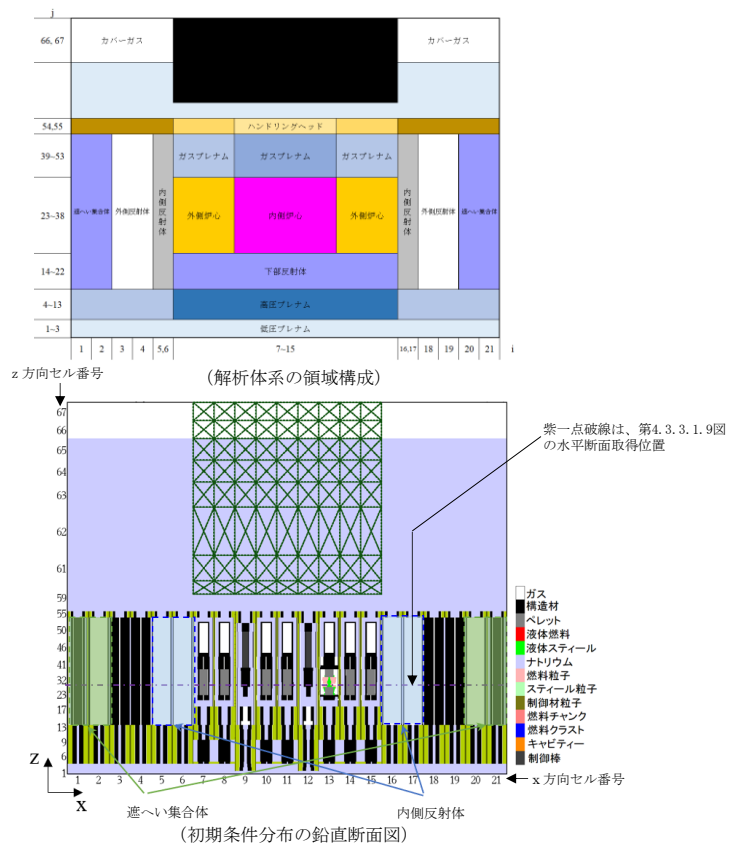 j
66, 67
カバーガス
カバーガス
54,55
ハンドリングヘッド
39~53
ガスプレナム
ガスプレナム
ガスプレナム
23~38
遮へい集合体
外側反射体
内側反射体
外側炉心
内側炉心
外側炉心
内側反射体
外側反射体
遮へい集合体
14~22
下部反射体
4~13
高圧プレナム
1~3
低圧プレナム
1 2 3 4 5,6 7~15 16,17 18 19 20 21 i
(解析体系の領域構成)
z 方向セル番号
67
66
65
64
63
62
61
59
55
50
46
41
32
23
17
13
9
6
1
紫一点破線は、第4.3.3.1.9図
の水平断面取得位置
ガス
構造材
ペレット
液体燃料
液体スティール
ナトリウム
燃料粒子
スティール粒子
制御材粒子
燃料チャンク
燃料クラスト
キャビティー
制御棒
Z
X
1 2 3 4 5 6 7 8 9 10 11 12 13 14 15 16 17 18 19 20 21
x 方向セル番号
遮へい集合体
内側反射体
(初期条件分布の鉛直断面図)